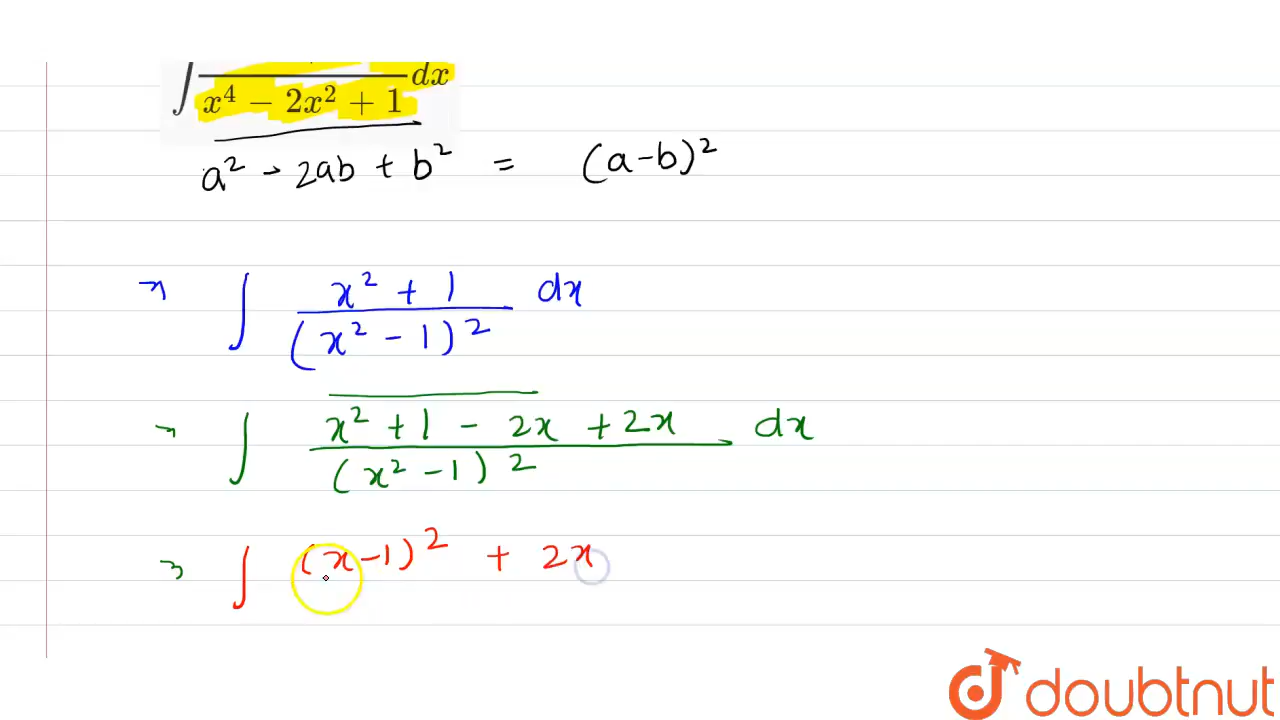 ∫ ――― dx
x⁴ − 2x² + 1
a² - 2ab + b² = (a-b)²
⇒ ∫ (x² + 1)/(x² - 1)² dx
⇒ ∫ (x² + 1 - 2x + 2x)/(x² - 1)² dx
⇒ ∫ (x-1)² + 2x
doubtnut